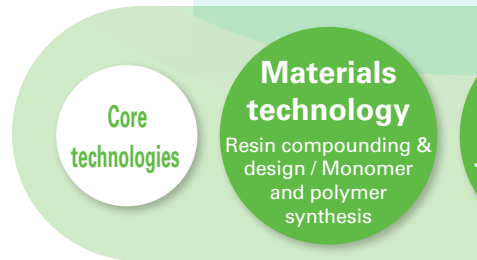 Core
technologies
Materials
technology
Resin compounding &
design / Monomer
and polymer
synthesis